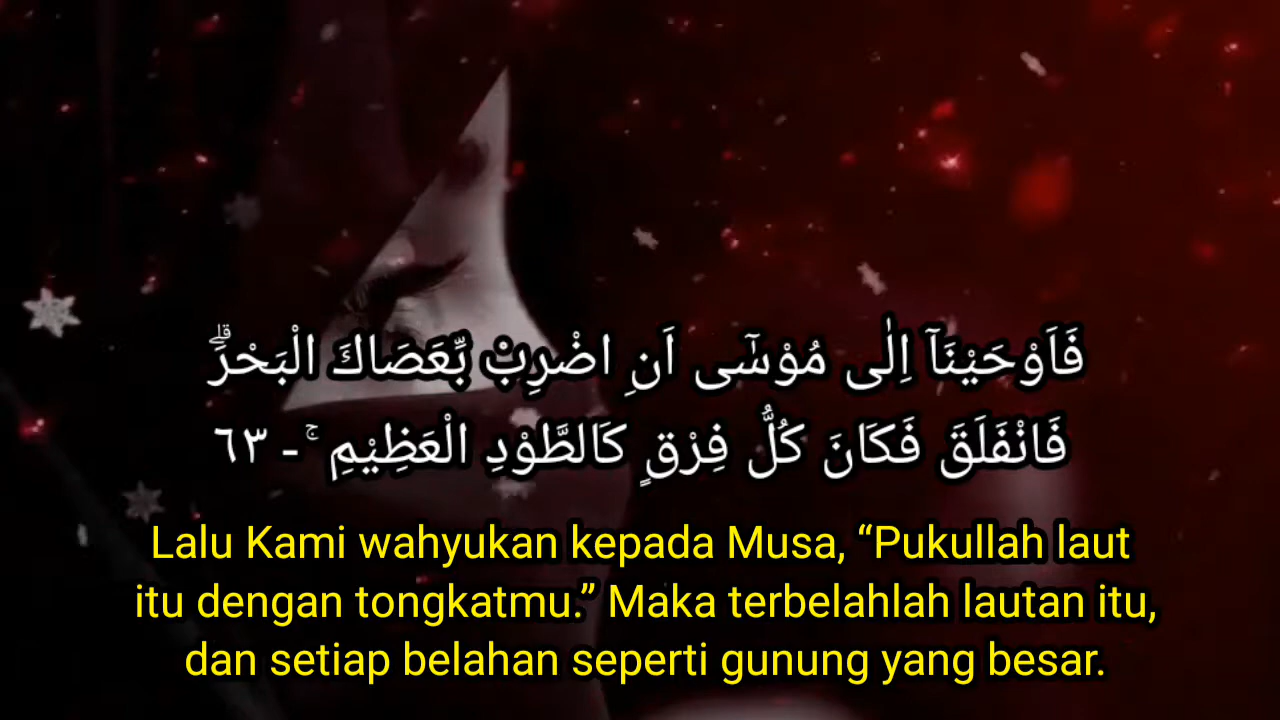 فَاَوْحَيْنَآ اِلٰى مُوْسٰٓى اَنِ اضْرِبْ بِّعَصَاكَ الْبَحْرَۗ
فَانْفَلَقَ فَكَانَ كُلُّ فِرْقٍ كَالطَّوْدِ الْعَظِيْمِ ۚ - ٦٣
Lalu Kami wahyukan kepada Musa, “Pukullah laut
itu dengan tongkatmu.” Maka terbelahlah lautan itu,
dan setiap belahan seperti gunung yang besar.